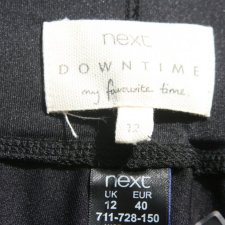 next
DOWNTIME
my favourite time.
12
next
UK EUR
12 40
711-728-150